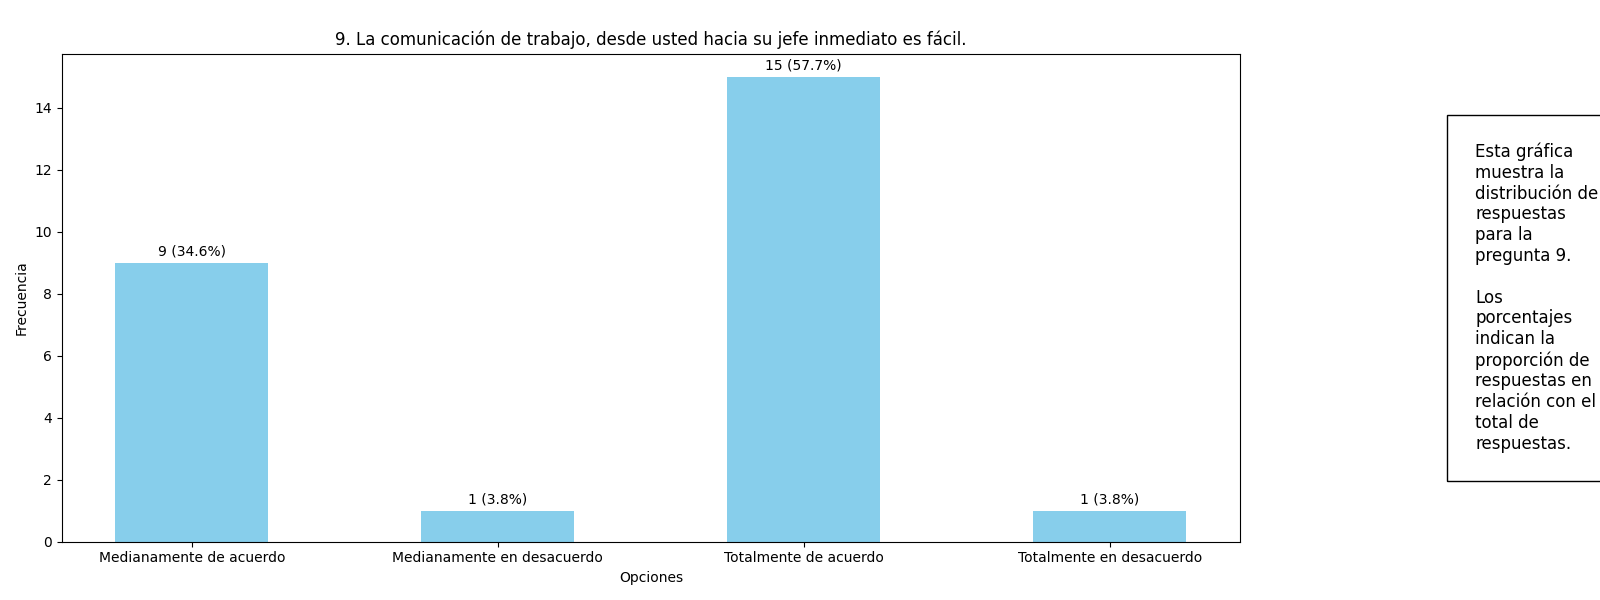 9. La comunicación de trabajo, desde usted hacia su jefe inmediato es fácil.
15 (57.7%)
9 (34.6%)
1 (3.8%)
1 (3.8%)
14
12
10
8
6
4
2
0
Frecuencia
Medianamente de acuerdo
Medianamente en desacuerdo
Totalmente de acuerdo
Totalmente en desacuerdo
Opciones
Esta gráfica
muestra la
distribución de
respuestas
para la
pregunta 9.
Los
porcentajes
indican la
proporción de
respuestas en
relación con el
total de
respuestas.